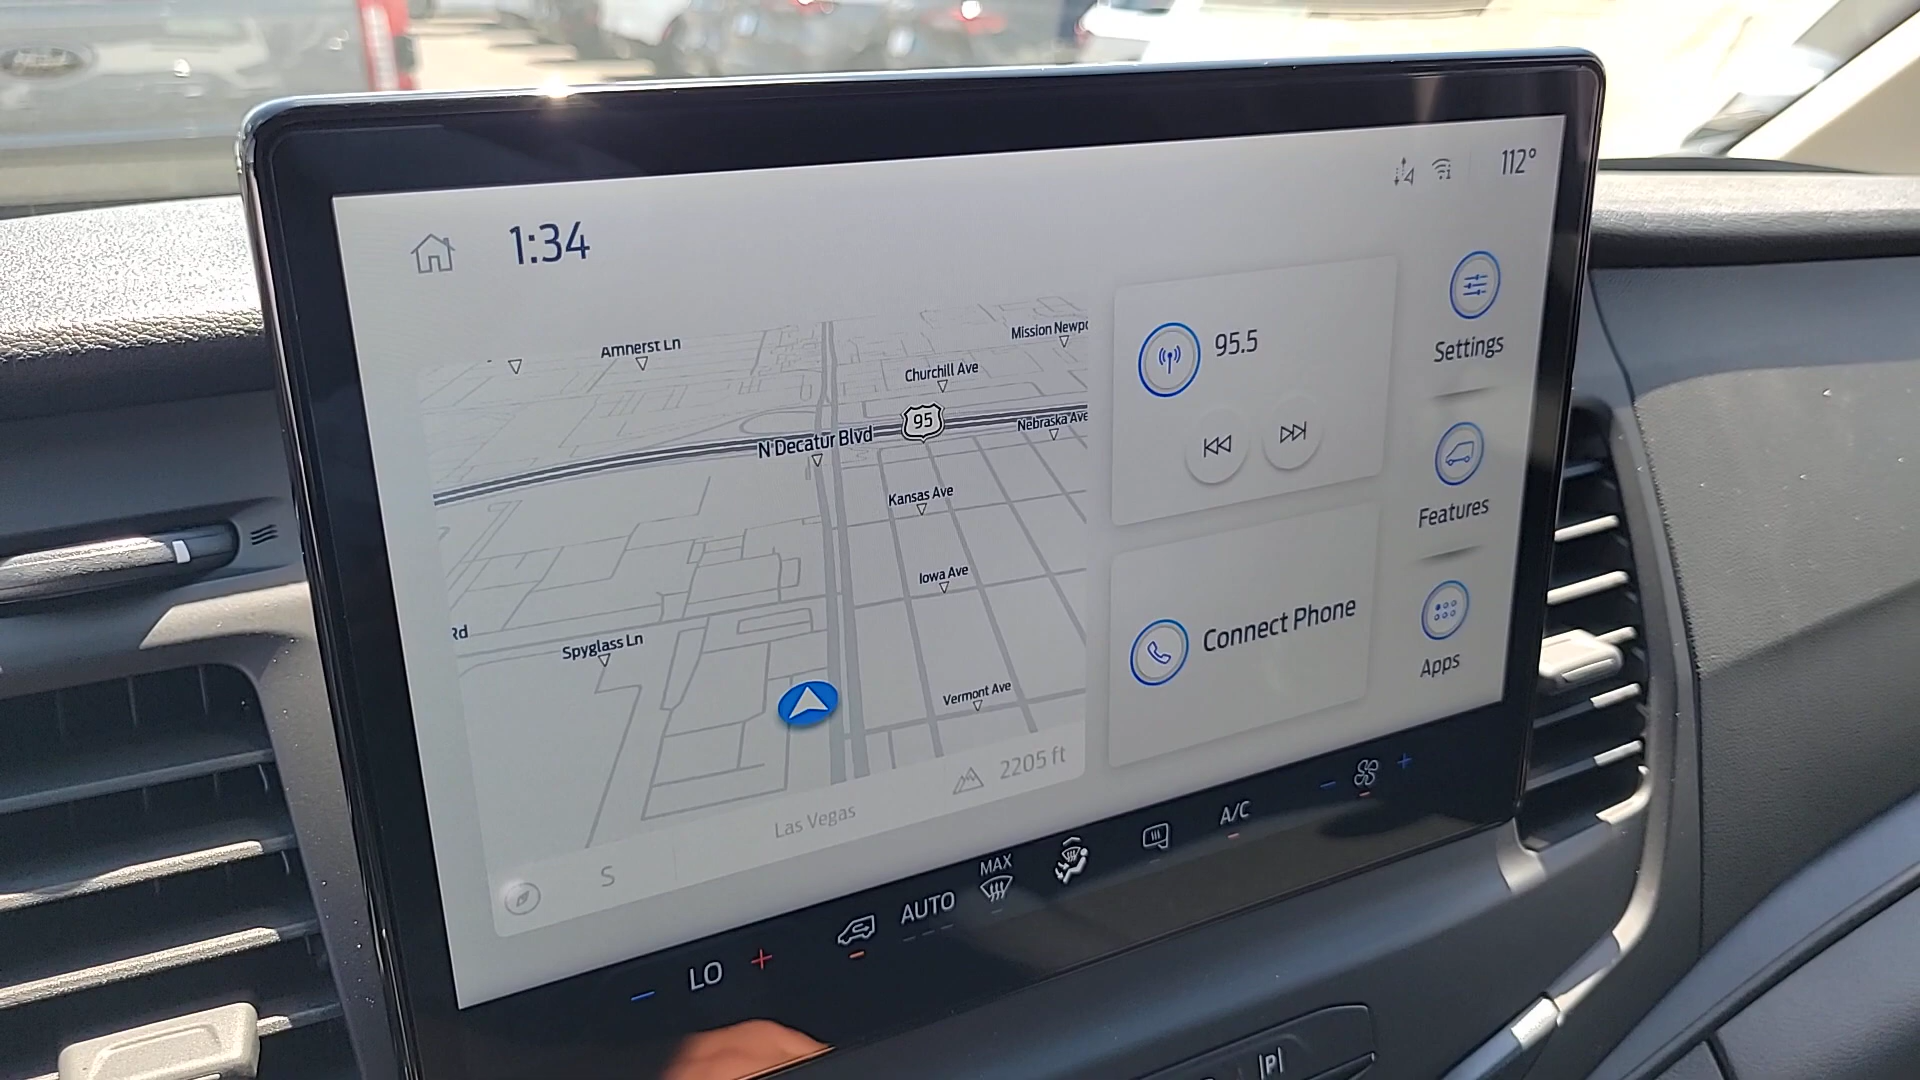 112°
1:34
Amherst Ln
Mission Newpo
Churchill Ave
95
Nebraska Ave
N Decatur Blvd
Kansas Ave
Iowa Ave
Rd
Spyglass Ln
Vermont Ave
2205 ft
Las Vegas
S
95.5
Connect Phone
Settings
Features
Apps
LO
AUTO
MAX
A/C
P